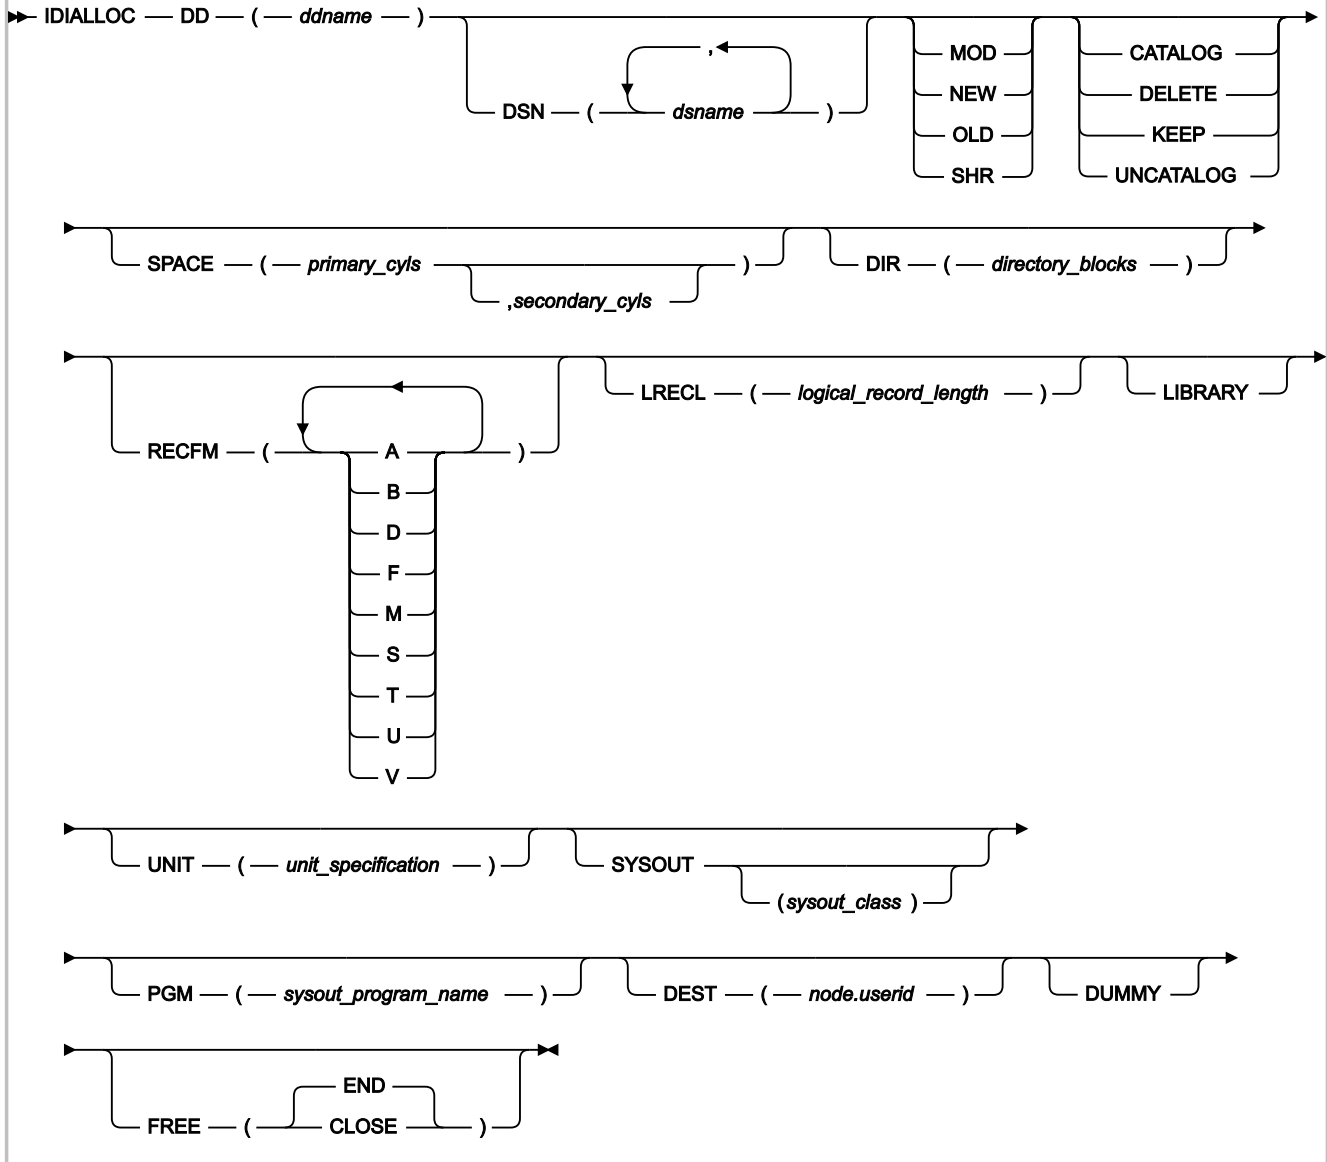 IDIALLOC DD ( ddname )
DSN ( dsname , )
MOD
NEW
OLD
SHR
CATALOG
DELETE
KEEP
UNCATALOG
SPACE ( primary_cyls ,secondary_cyls )
DIR ( directory_blocks )
RECFM ( A
B
D
F
M
S
T
U
V )
LRECL ( logical_record_length )
LIBRARY
UNIT ( unit_specification )
SYSOUT (sysout_class )
PGM ( sysout_program_name )
DEST ( node.userid )
DUMMY
FREE ( END
CLOSE )